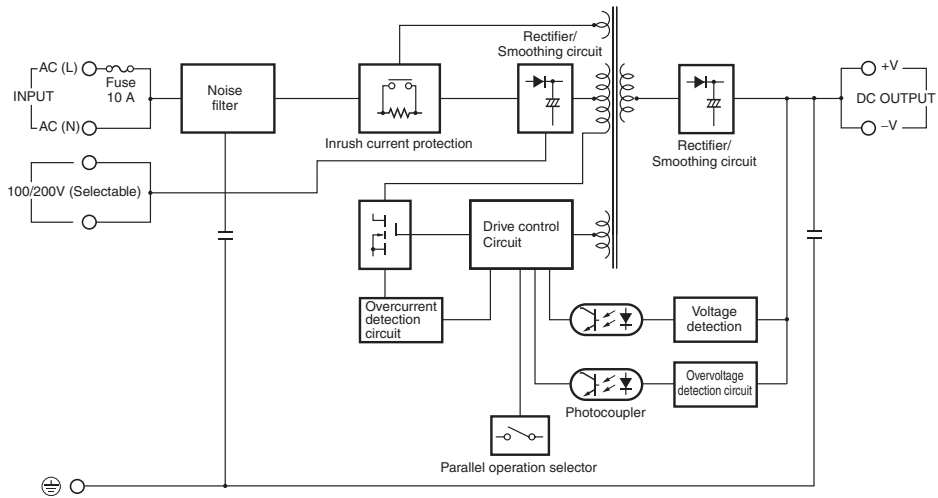 Rectifier/
Smoothing circuit
AC (L)
Fuse
10 A
INPUT
AC (N)
Noise
filter
Inrush current protection
Rectifier/
Smoothing circuit
+V
DC OUTPUT
–V
100/200V (Selectable)
Drive control
Circuit
Overcurrent
detection
circuit
Voltage
detection
Overvoltage
detection circuit
Photocoupler
Parallel operation selector